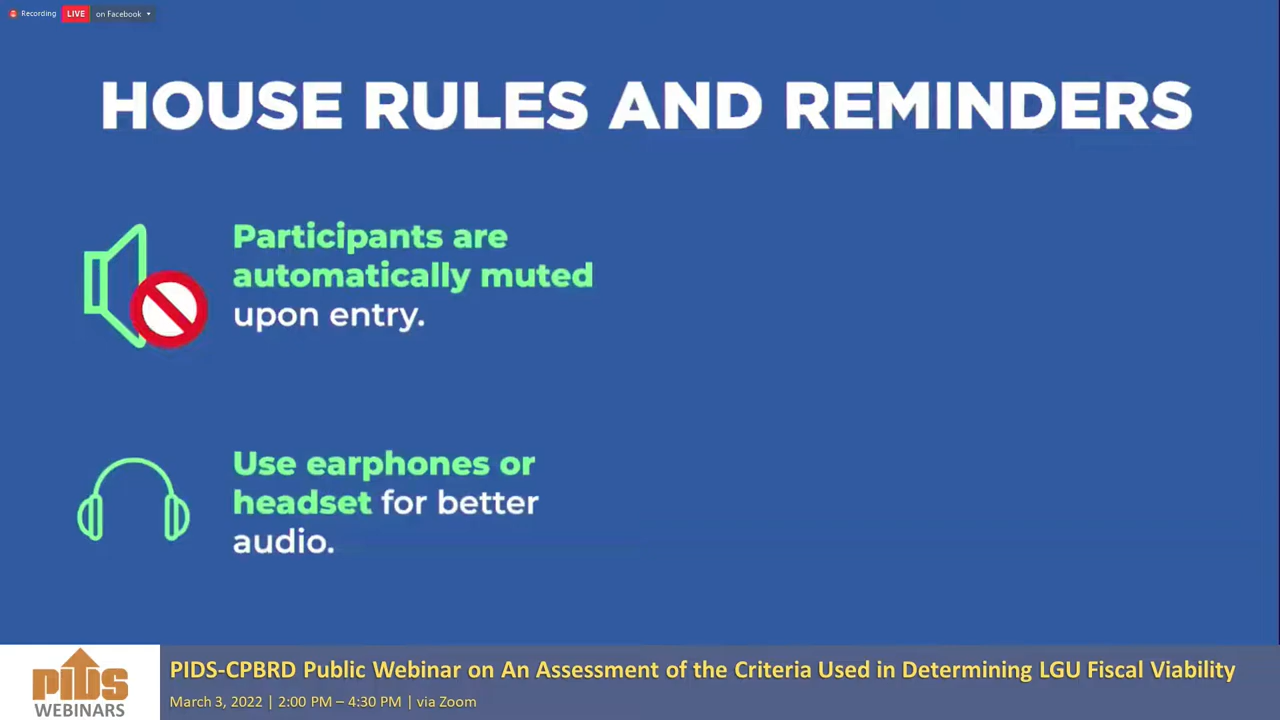 Recording LIVE on Facebook
HOUSE RULES AND REMINDERS
Participants are
automatically muted
upon entry.
Use earphones or
headset for better
audio.
PIDS
WEBINARS
PIDS-CPBRD Public Webinar on An Assessment of the Criteria Used in Determining LGU Fiscal Viability
March 3, 2022 | 2:00 PM – 4:30 PM | via Zoom